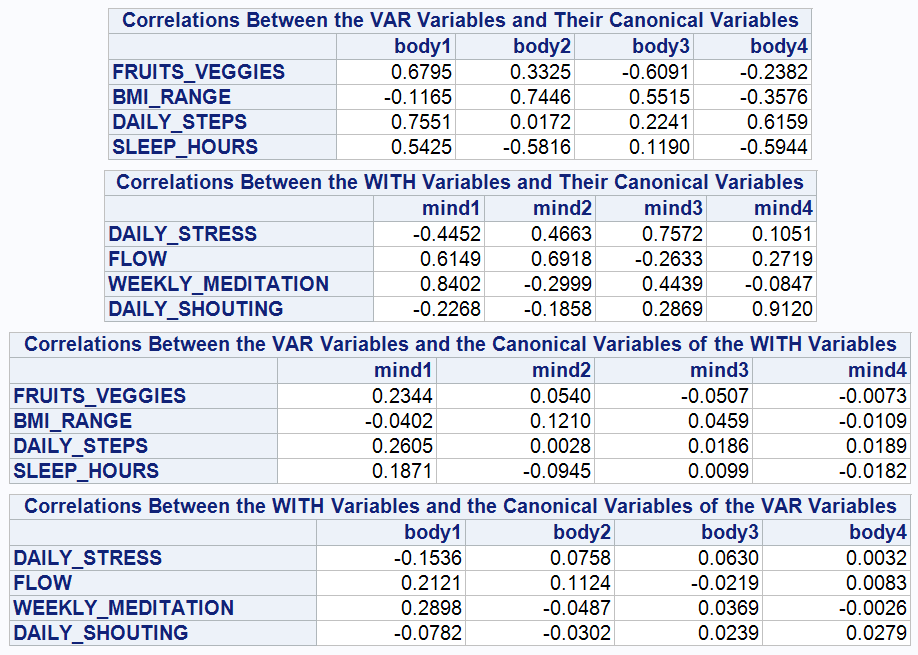 Correlations Between the VAR Variables and Their Canonical Variables
body1 body2 body3 body4
FRUITS_VEGGIES 0.6795 0.3325 -0.6091 -0.2382
BMI_RANGE -0.1165 0.7446 0.5515 -0.3576
DAILY_STEPS 0.7551 0.0172 0.2241 0.6159
SLEEP_HOURS 0.5425 -0.5816 0.1190 -0.5944
Correlations Between the WITH Variables and Their Canonical Variables
mind1 mind2 mind3 mind4
DAILY_STRESS -0.4452 0.4663 0.7572 0.1051
FLOW 0.6149 0.6918 -0.2633 0.2719
WEEKLY_MEDITATION 0.8402 -0.2999 0.4439 -0.0847
DAILY_SHOUTING -0.2268 -0.1858 0.2869 0.9120
Correlations Between the VAR Variables and the Canonical Variables of the WITH Variables
mind1 mind2 mind3 mind4
FRUITS_VEGGIES 0.2344 0.0540 -0.0507 -0.0073
BMI_RANGE -0.0402 0.1210 0.0459 -0.0109
DAILY_STEPS 0.2605 0.0028 0.0186 0.0189
SLEEP_HOURS 0.1871 -0.0945 0.0099 -0.0182
Correlations Between the WITH Variables and the Canonical Variables of the VAR Variables
body1 body2 body3 body4
DAILY_STRESS -0.1536 0.0758 0.0630 0.0032
FLOW 0.2121 0.1124 -0.0219 0.0083
WEEKLY_MEDITATION 0.2898 -0.0487 0.0369 -0.0026
DAILY_SHOUTING -0.0782 -0.0302 0.0239 0.0279